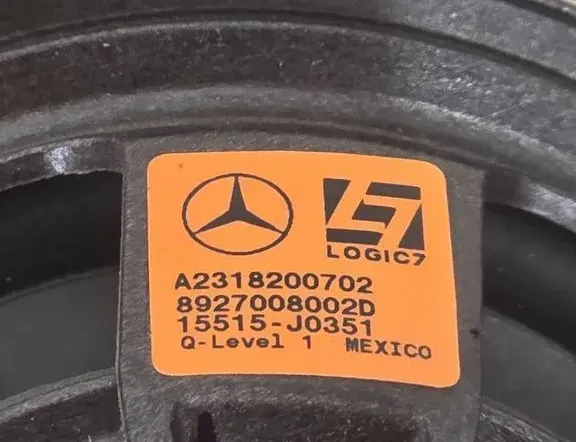 LOGIC7
A2318200702
8927008002D
15515-J0351
Q-Level 1 MEXICO